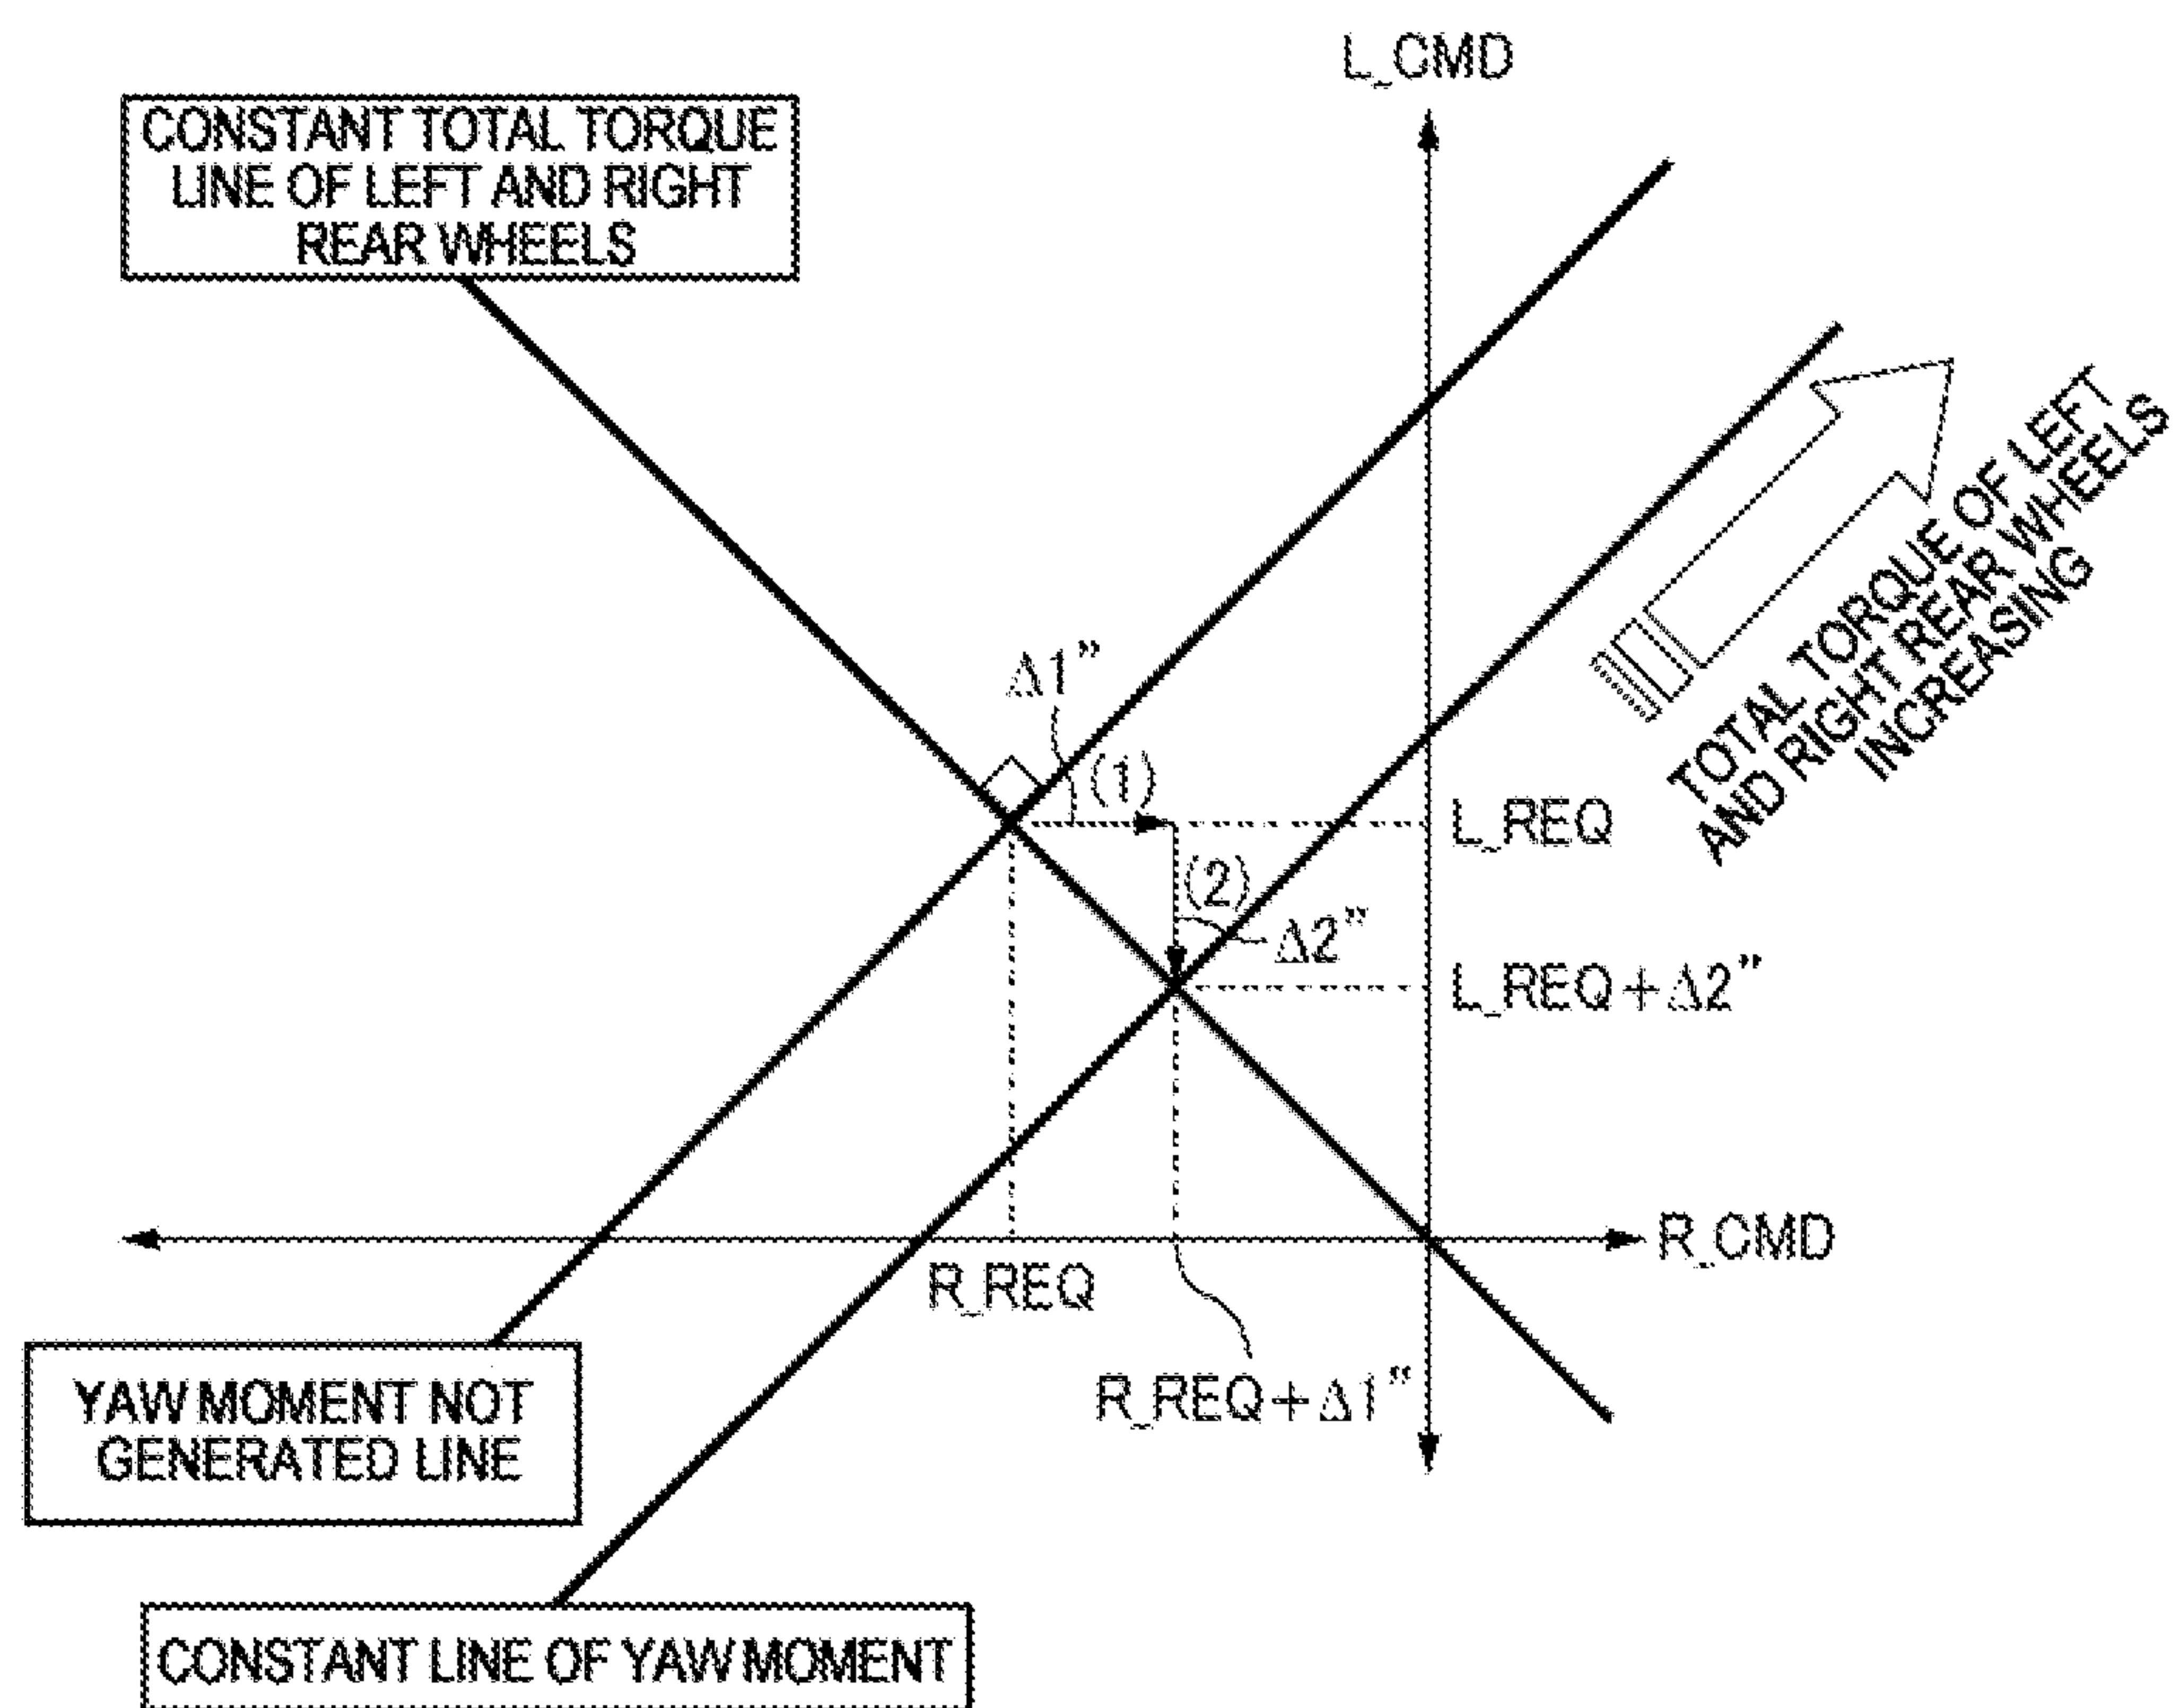 L_CMD
CONSTANT TOTAL TORQUE
LINE OF LEFT AND RIGHT
REAR WHEELS
TOTAL TORQUE OF LEFT
AND RIGHT REAR WHEELS
INCREASING
Δ1”
(1)
L_REQ
(2)
Δ2”
L_REQ+Δ2”
R_CMD
R_REQ
R_REQ+Δ1”
YAW MOMENT NOT
GENERATED LINE
CONSTANT LINE OF YAW MOMENT